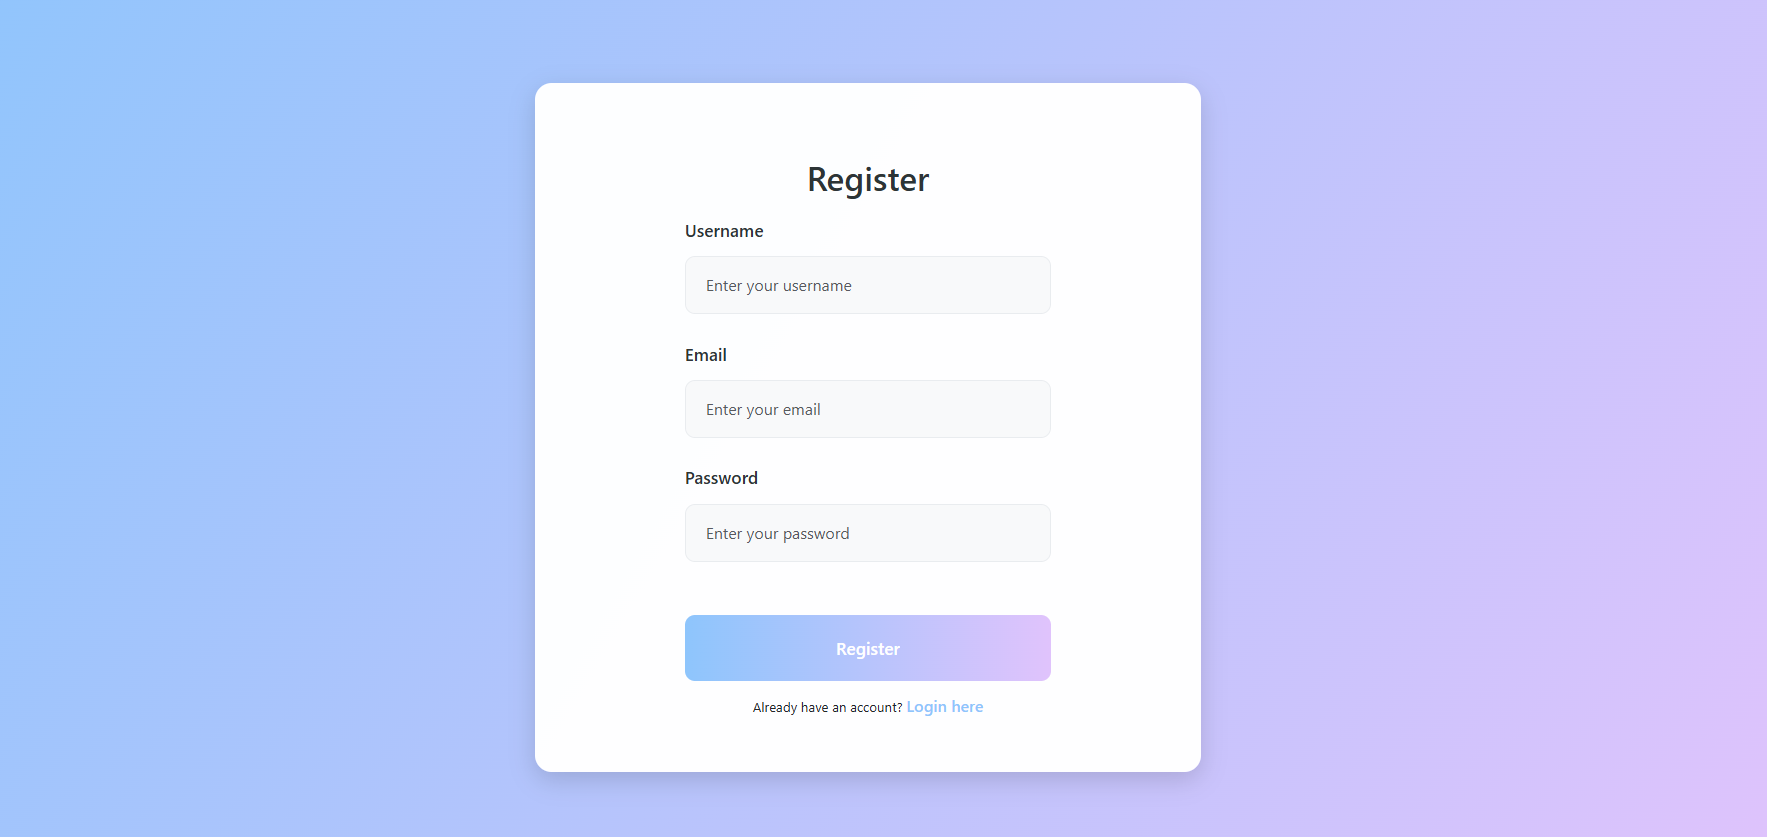 Register
Username
Enter your username
Email
Enter your email
Password
Enter your password
Register
Already have an account? Login here